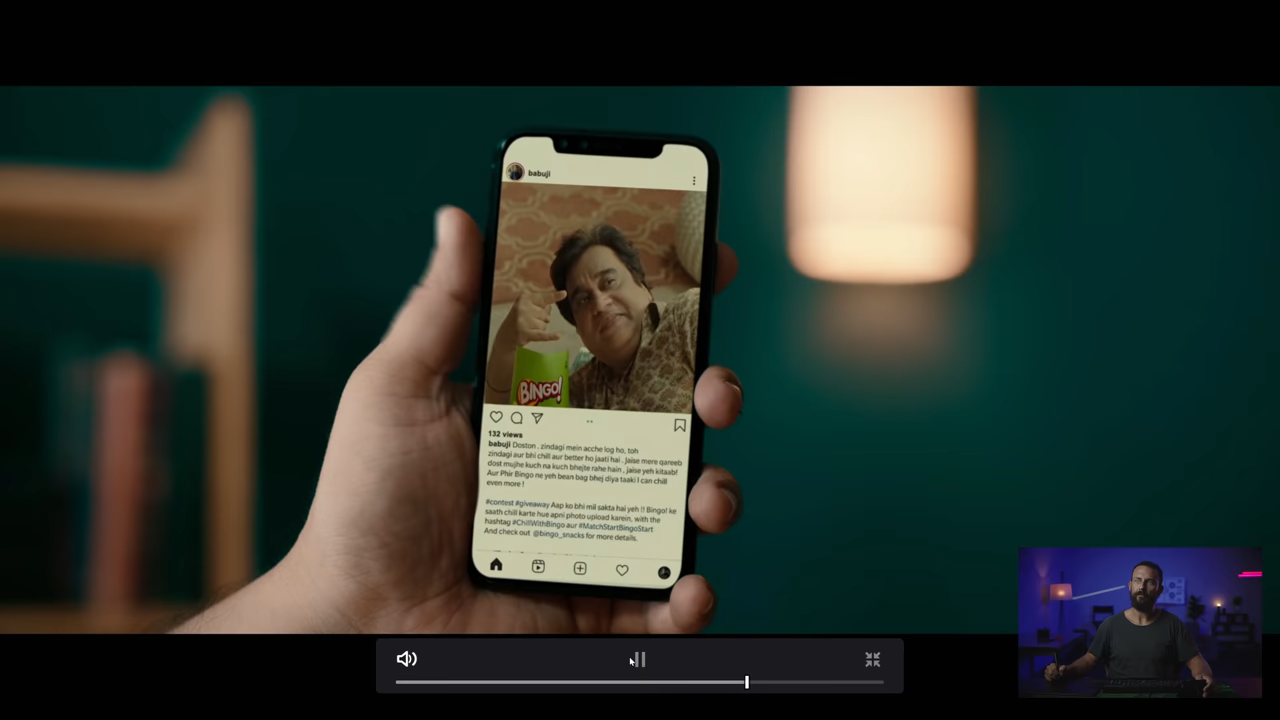 babuji
BINGO!
132 views
babuji Doston . zindagi mein acche log ho, toh
zindagi aur bhi chill aur better ho jaati hai . Jaise mere qareeb
dost mujhe kuch na kuch bhejte rahe hain , jaise yeh kitaab!
Aur Phir Bingo ne yeh bean bag bhej diya taaki I can chill
even more !
#contest #giveaway Aap ko bhi mil sakta hai yeh !! Bingo! ke
saath chill karte hue apni photo upload karein, with the
hashtag #ChillWithBingo aur #MatchStartBingoStart
And check out @bingo_snacks for more details.